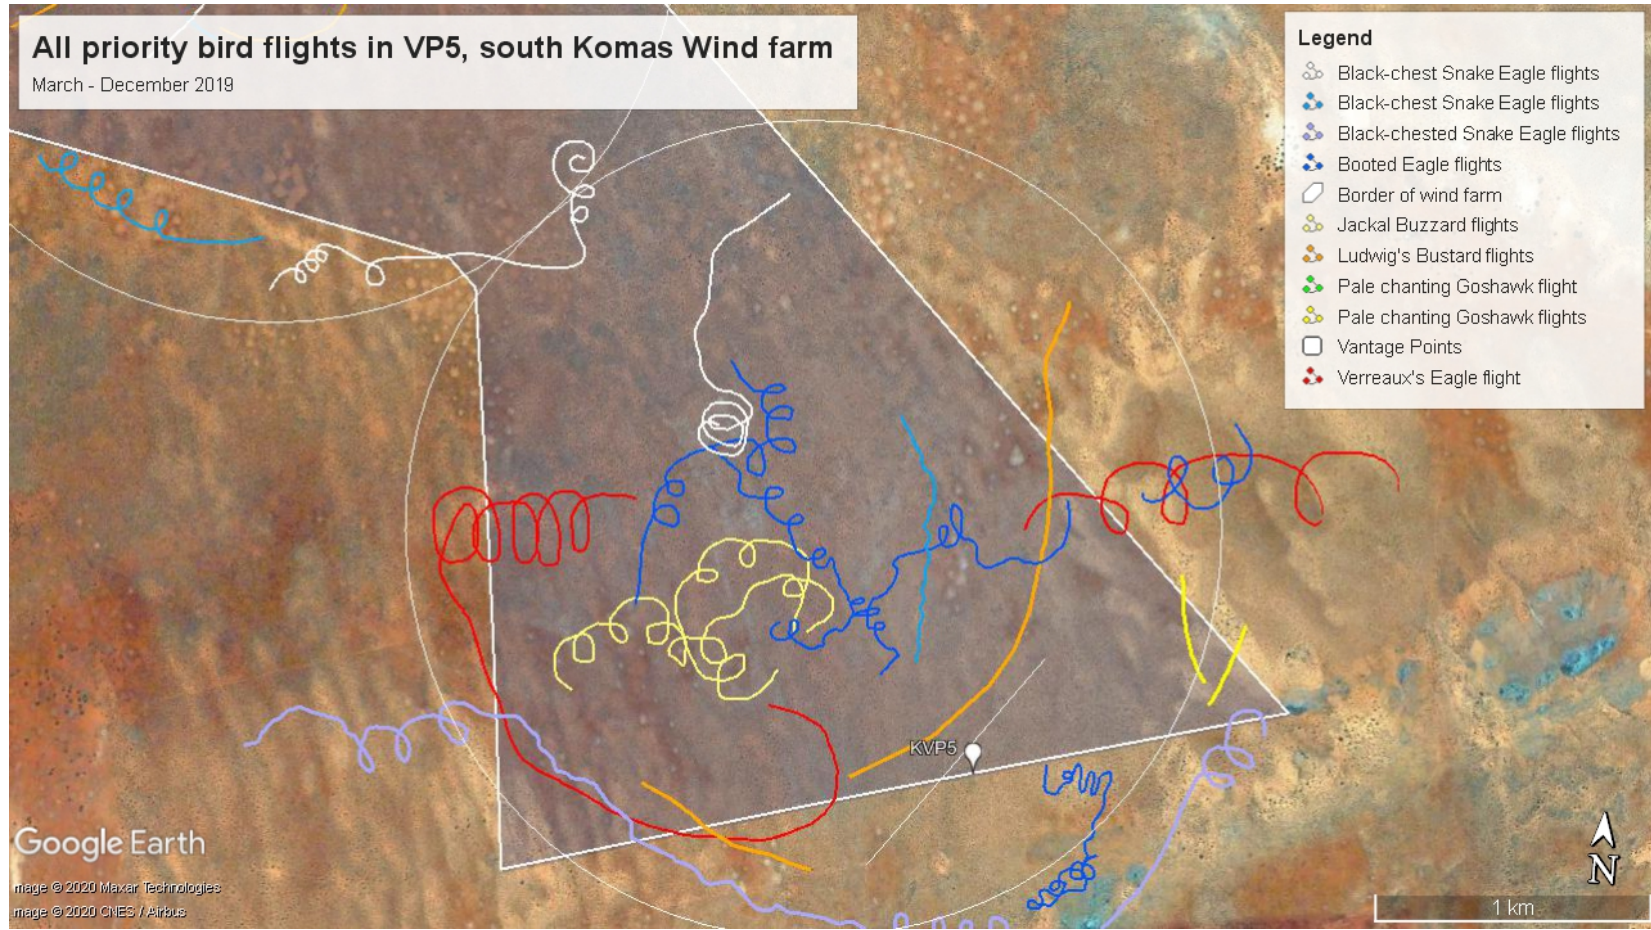 All priority bird flights in VP5, south Komas Wind farm
March - December 2019
Legend
Black-chest Snake Eagle flights
Black-chest Snake Eagle flights
Black-chested Snake Eagle flights
Booted Eagle flights
Border of wind farm
Jackal Buzzard flights
Ludwig's Bustard flights
Pale chanting Goshawk flight
Pale chanting Goshawk flights
Vantage Points
Verreaux's Eagle flight
KVP5
Google Earth
mage © 2020 Maxar Technologies
mage © 2020 CNES / Airbus
N
1 km